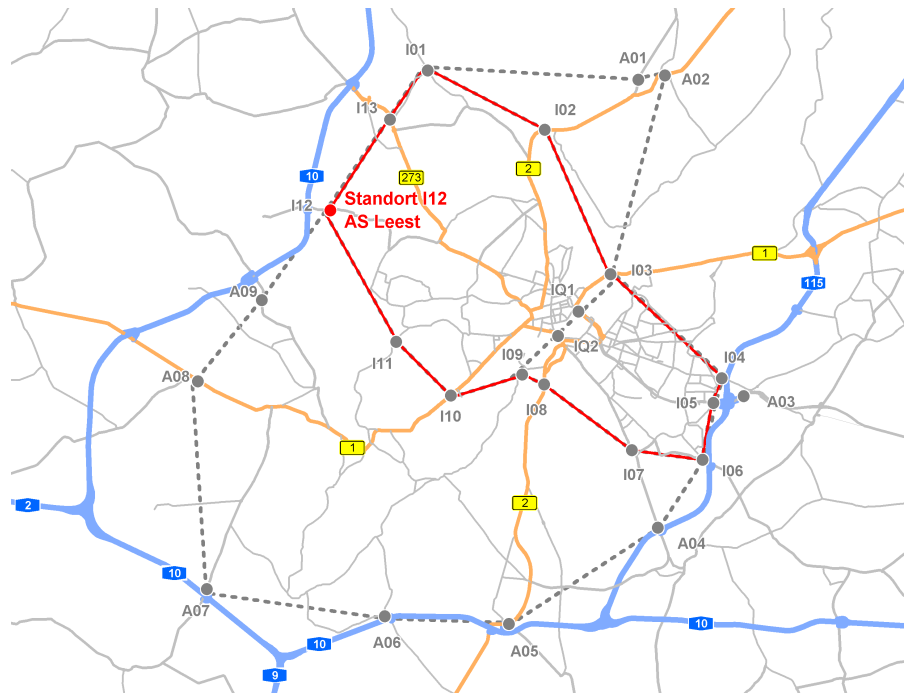 I01
A01
A02
I13
I02
10
273
2
I12
Standort I12
AS Leest
1
I03
115
A09
IQ1
IQ2
I11
I09
I04
A08
I10
I08
I05
A03
1
I07
I06
2
2
A04
10
A07
10
A06
A05
10
9